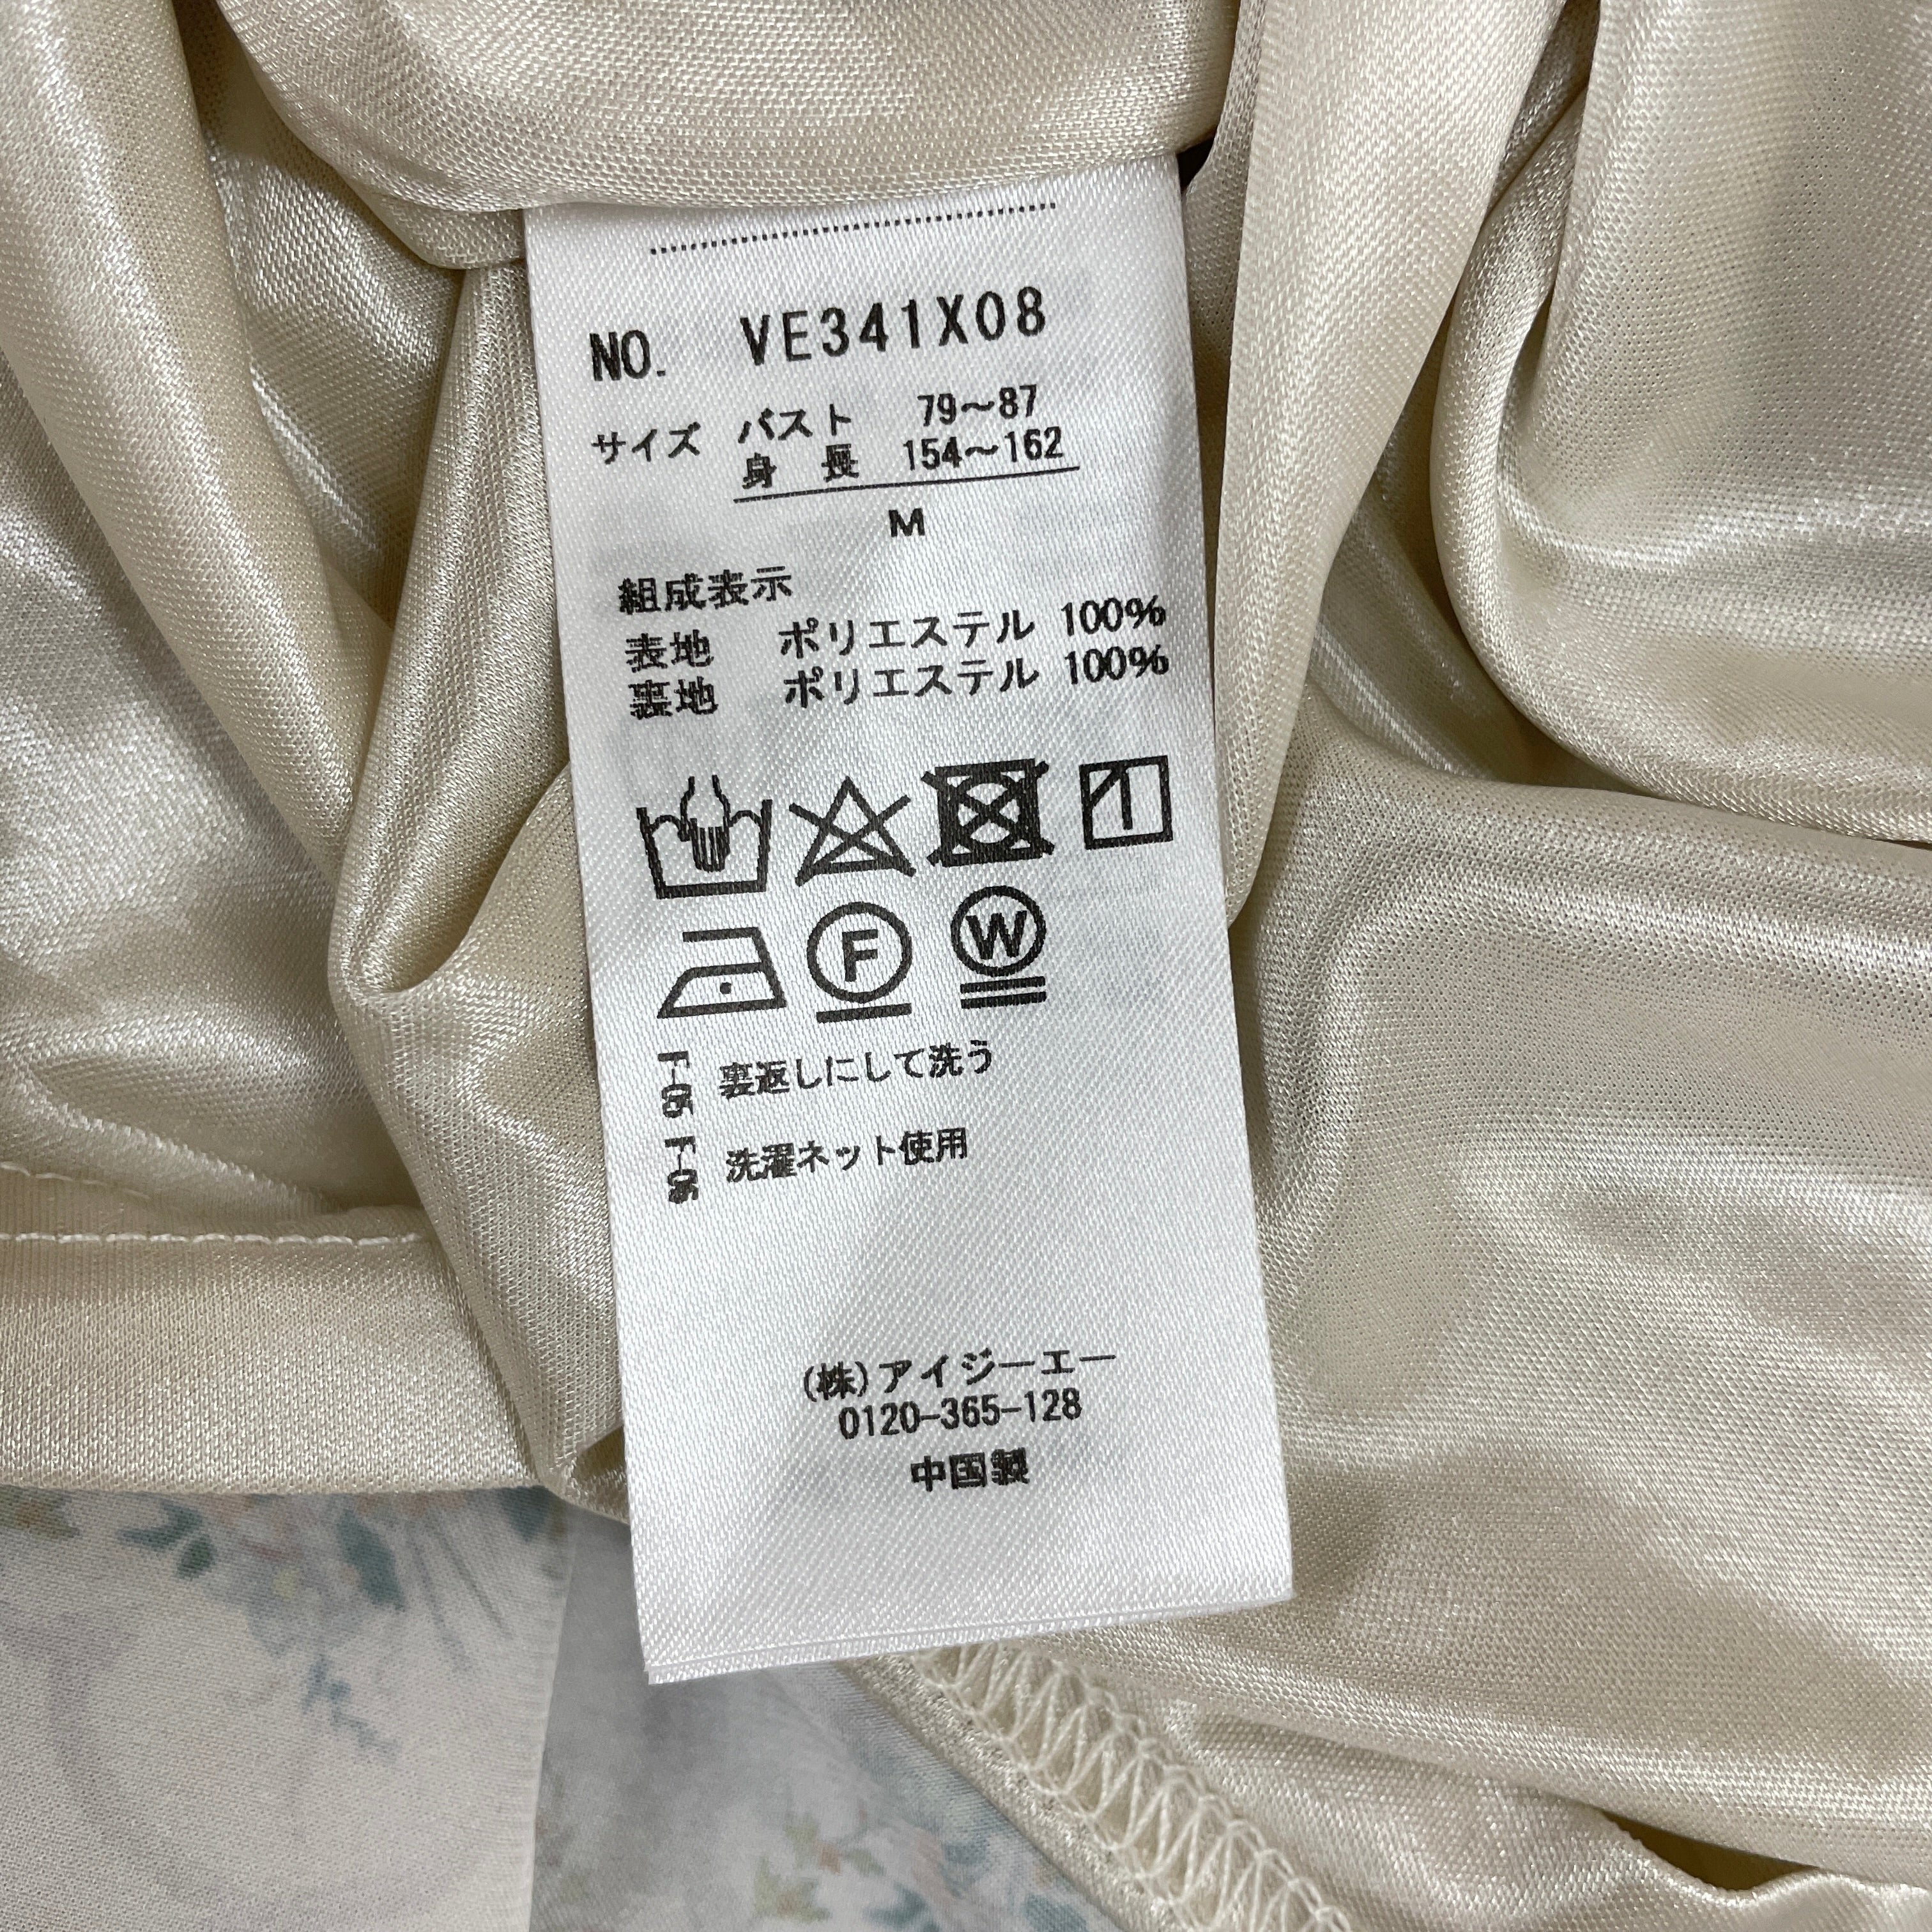 NO. VE341X08
サイズ バスト 79～87
身 長 154～162
M
組成表示
表地 ポリエステル 100%
裏地 ポリエステル 100%
F
W
F-05 裏返しにして洗う
F-06 洗濯ネット使用
(株)アイジーエー
0120-365-128
中国製